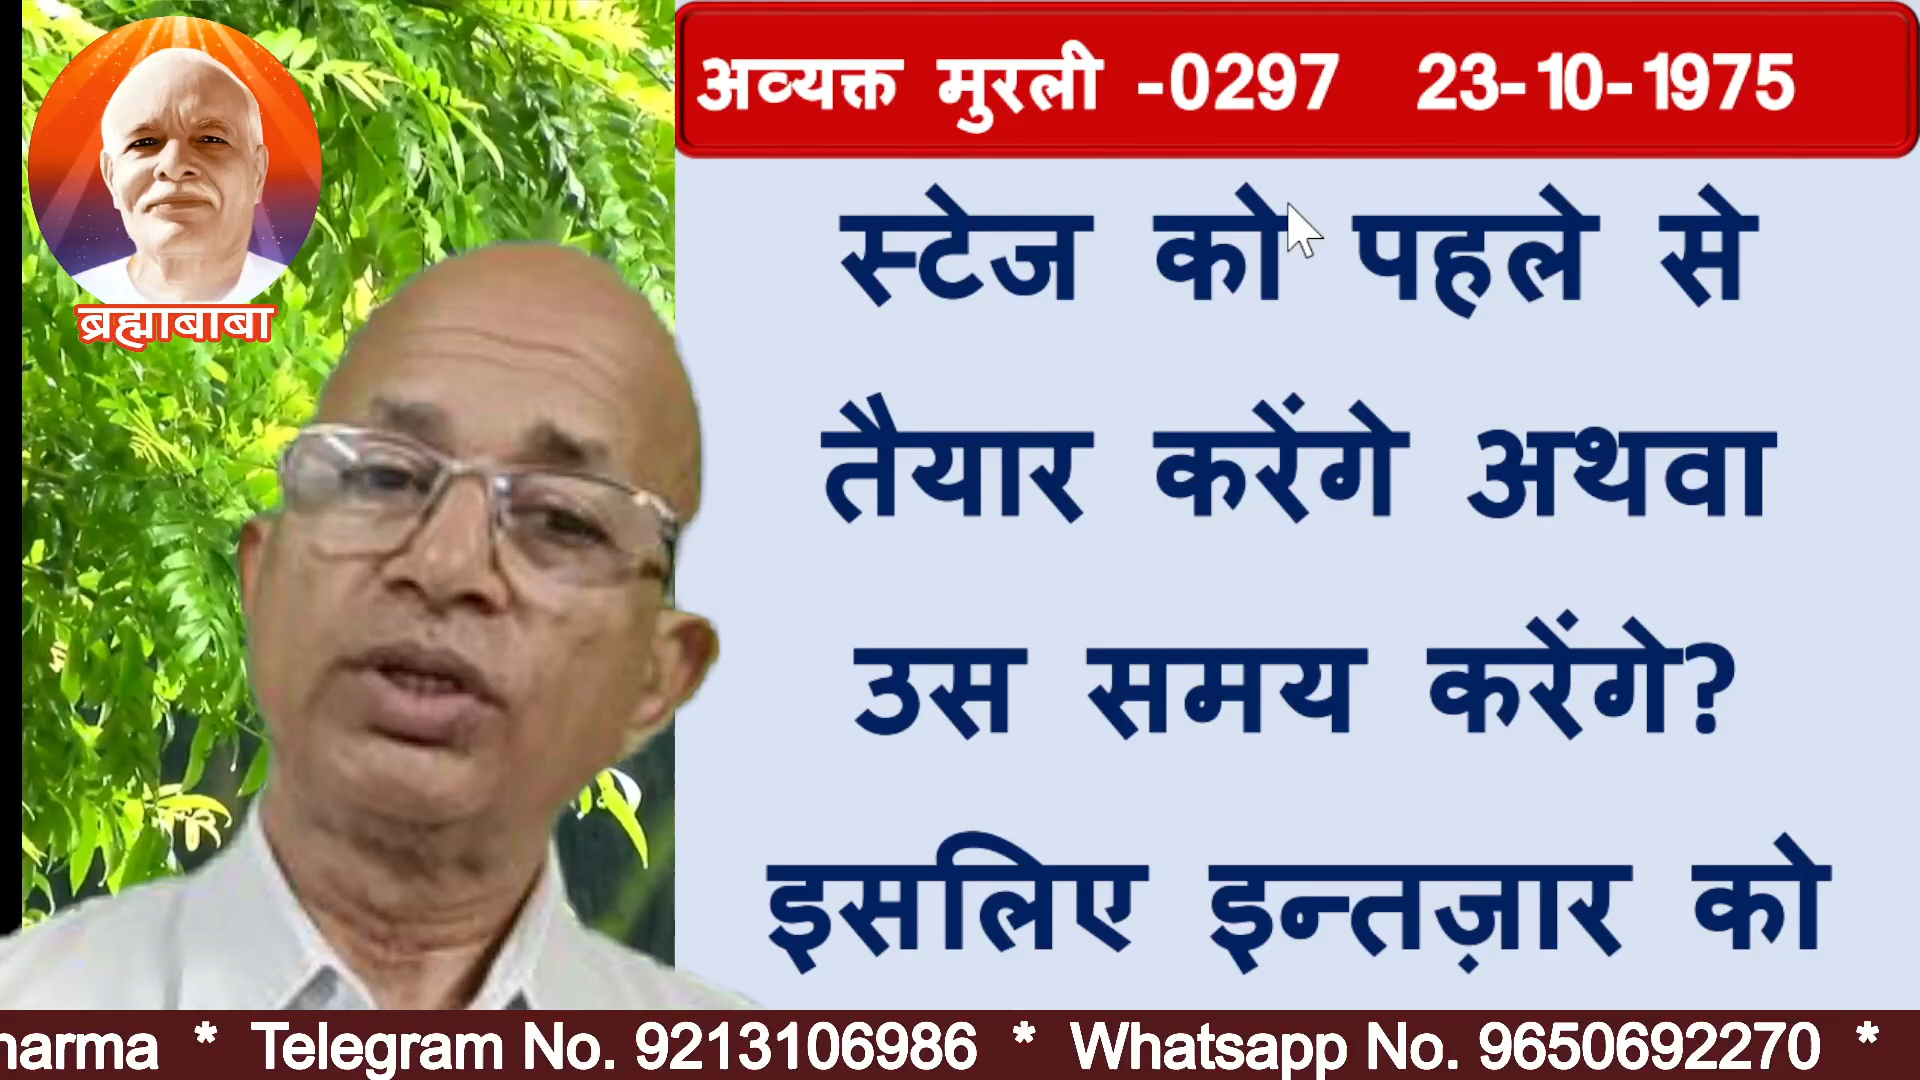 अव्यक्त मुरली -0297 23-10-1975
ब्रह्माबाबा
स्टेज को पहले से
तैयार करेंगे अथवा
उस समय करेंगे?
इसलिए इन्तज़ार को
harma * Telegram No. 9213106986 * Whatsapp No. 9650692270 *